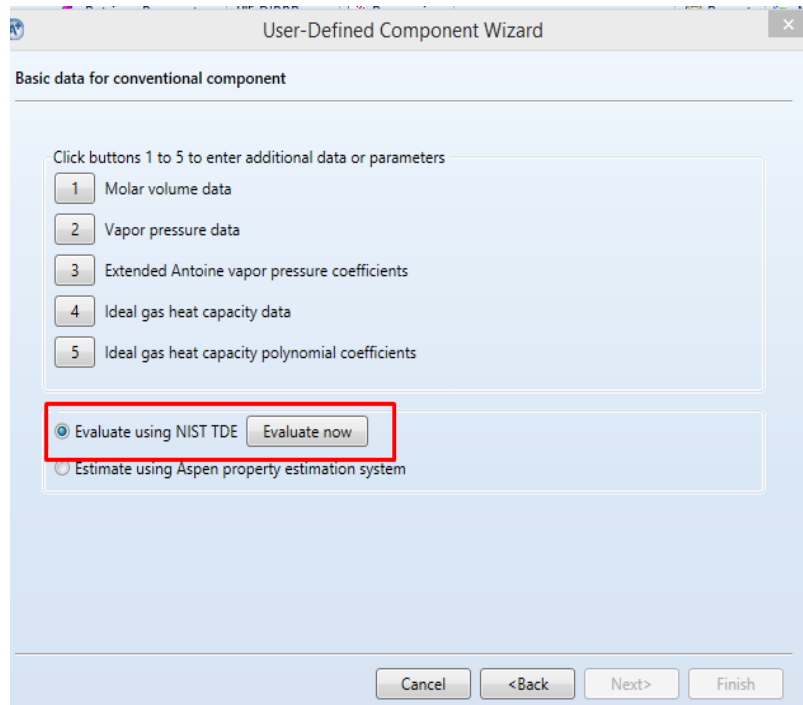 User-Defined Component Wizard
Basic data for conventional component
Click buttons 1 to 5 to enter additional data or parameters
1 Molar volume data
2 Vapor pressure data
3 Extended Antoine vapor pressure coefficients
4 Ideal gas heat capacity data
5 Ideal gas heat capacity polynomial coefficients
Evaluate using NIST TDE Evaluate now
Estimate using Aspen property estimation system
Cancel <Back Next> Finish